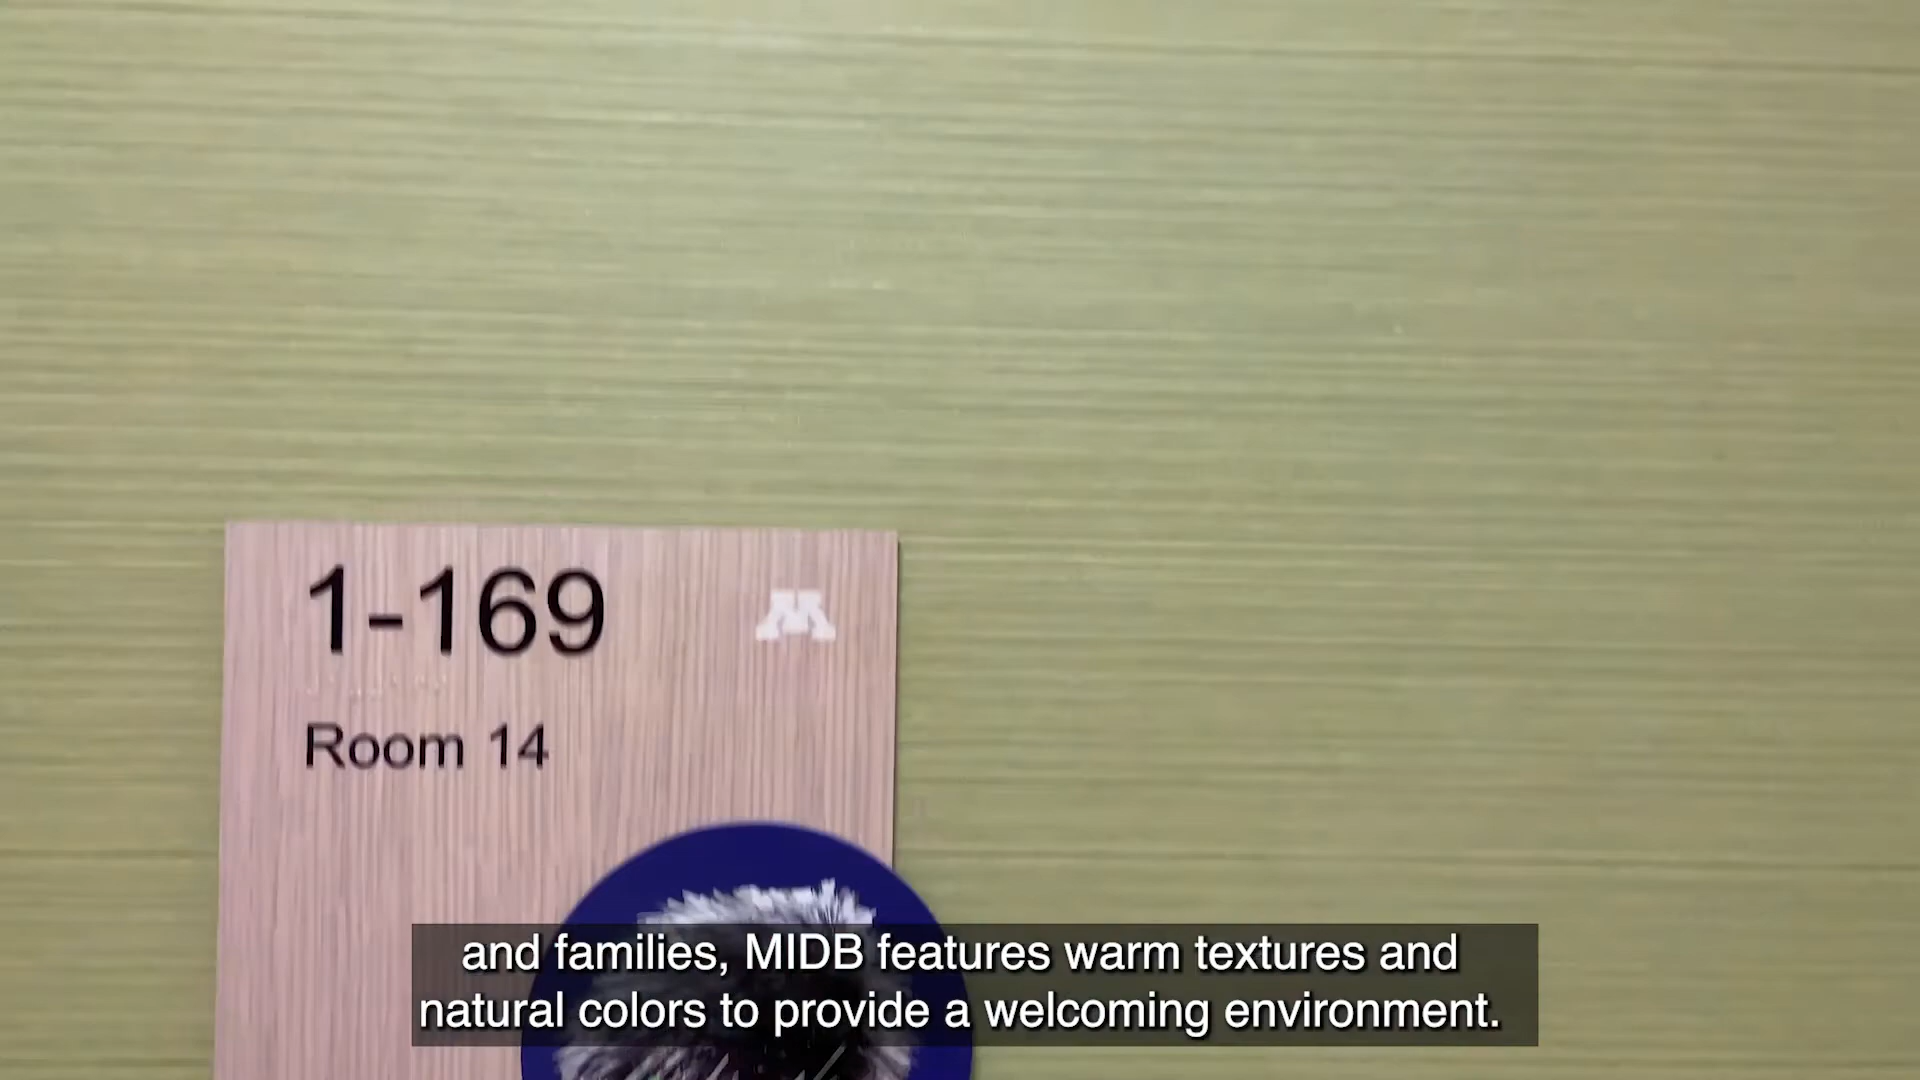 1-169
M
Room 14
and families, MIDB features warm textures and
natural colors to provide a welcoming environment.